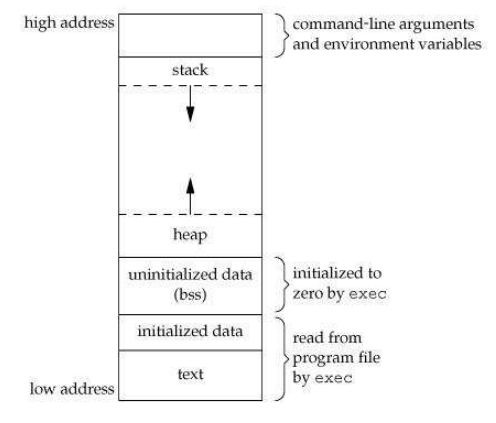 high address
command-line arguments
and environment variables
stack
heap
uninitialized data
(bss)
initialized to
zero by exec
initialized data
read from
program file
by exec
text
low address